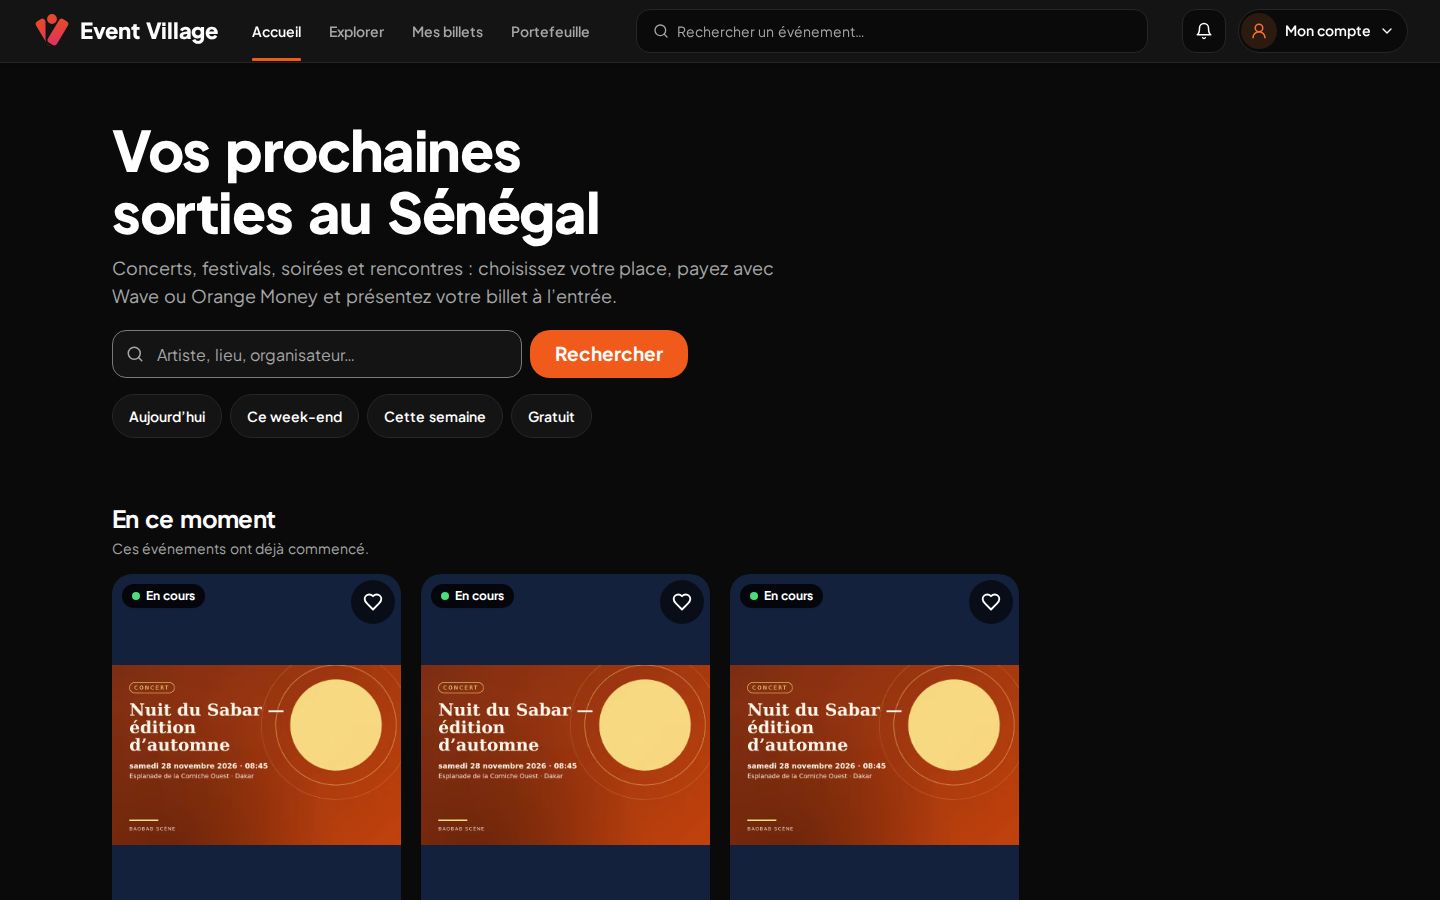 Event Village
Accueil
Explorer
Mes billets
Portefeuille
Rechercher un événement...
Mon compte
Vos prochaines
sorties au Sénégal
Concerts, festivals, soirées et rencontres : choisissez votre place, payez avec
Wave ou Orange Money et présentez votre billet à l’entrée.
Artiste, lieu, organisateur...
Rechercher
Aujourd’hui
Ce week-end
Cette semaine
Gratuit
En ce moment
Ces événements ont déjà commencé.
En cours
CONCERT
Nuit du Sabar —
édition
d’automne
samedi 28 novembre 2026 · 08:45
Esplanade de la Corniche Ouest · Dakar
BAOBAB SCÈNE
En cours
CONCERT
Nuit du Sabar —
édition
d’automne
samedi 28 novembre 2026 · 08:45
Esplanade de la Corniche Ouest · Dakar
BAOBAB SCÈNE
En cours
CONCERT
Nuit du Sabar —
édition
d’automne
samedi 28 novembre 2026 · 08:45
Esplanade de la Corniche Ouest · Dakar
BAOBAB SCÈNE